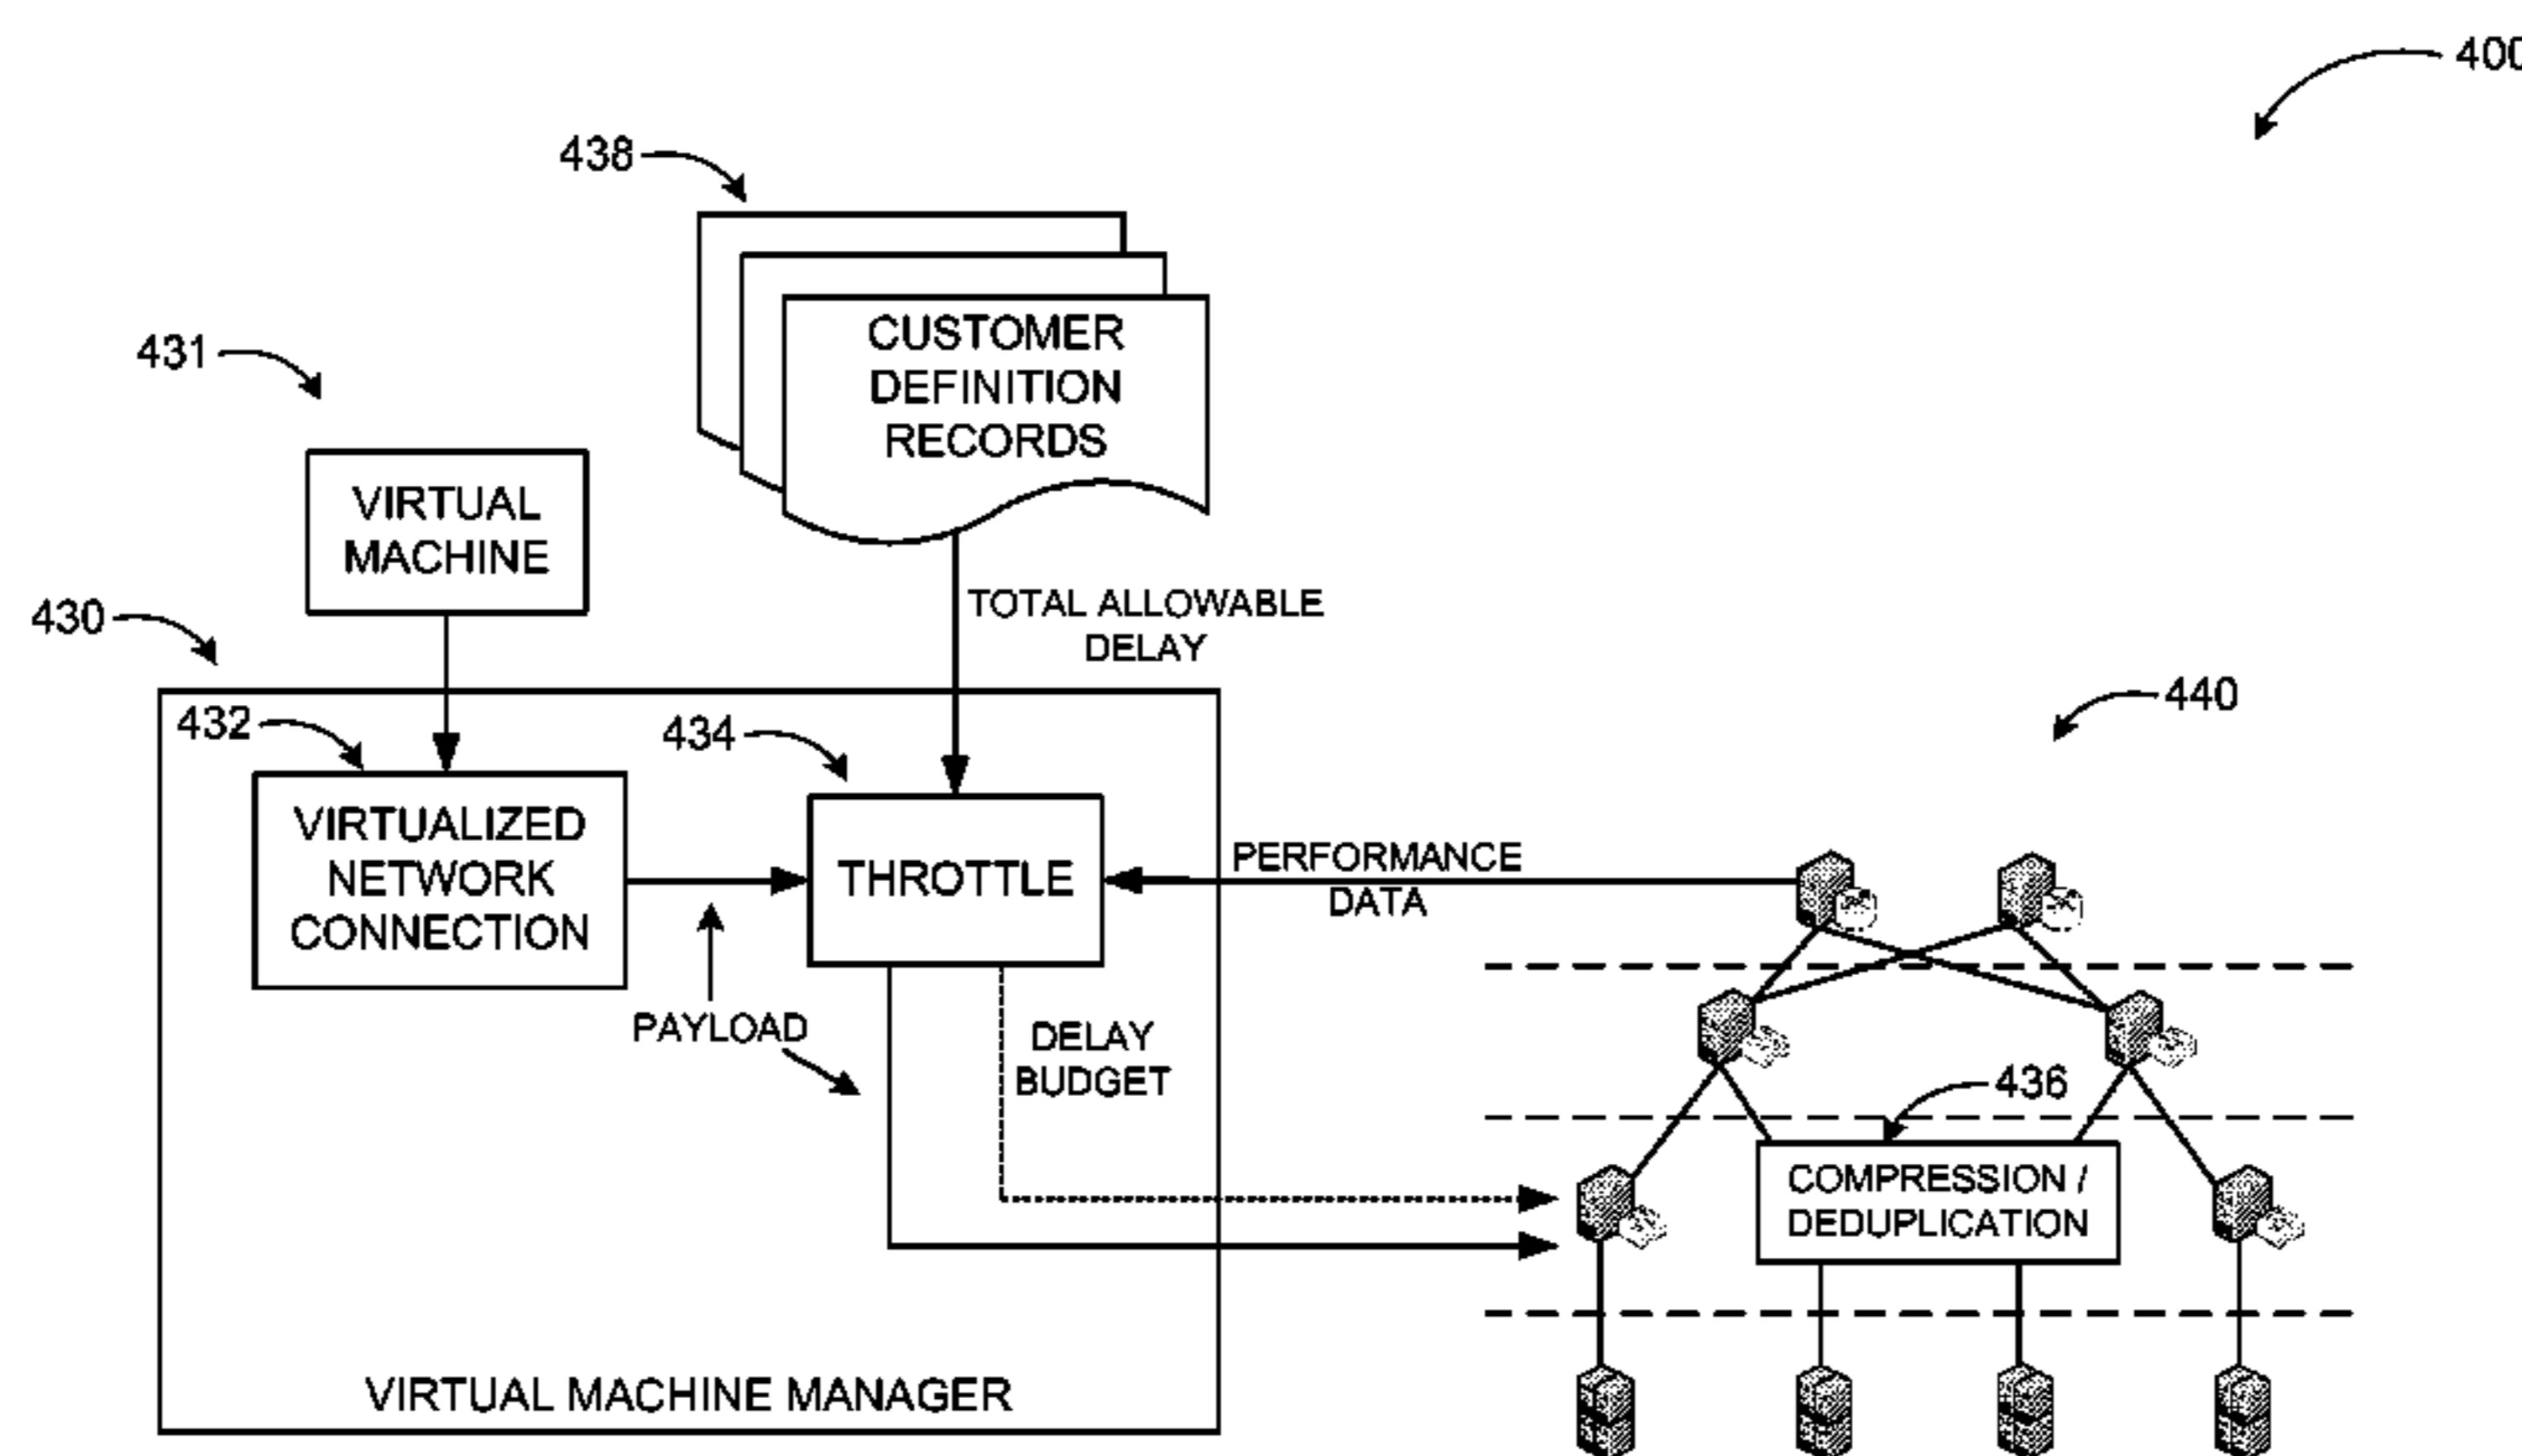 400
438
CUSTOMER
DEFINITION
RECORDS
431
VIRTUAL
MACHINE
430
TOTAL ALLOWABLE
DELAY
440
432
434
VIRTUALIZED
NETWORK
CONNECTION
THROTTLE
PERFORMANCE
DATA
PAYLOAD
DELAY
BUDGET
436
COMPRESSION /
DEDUPLICATION
VIRTUAL MACHINE MANAGER